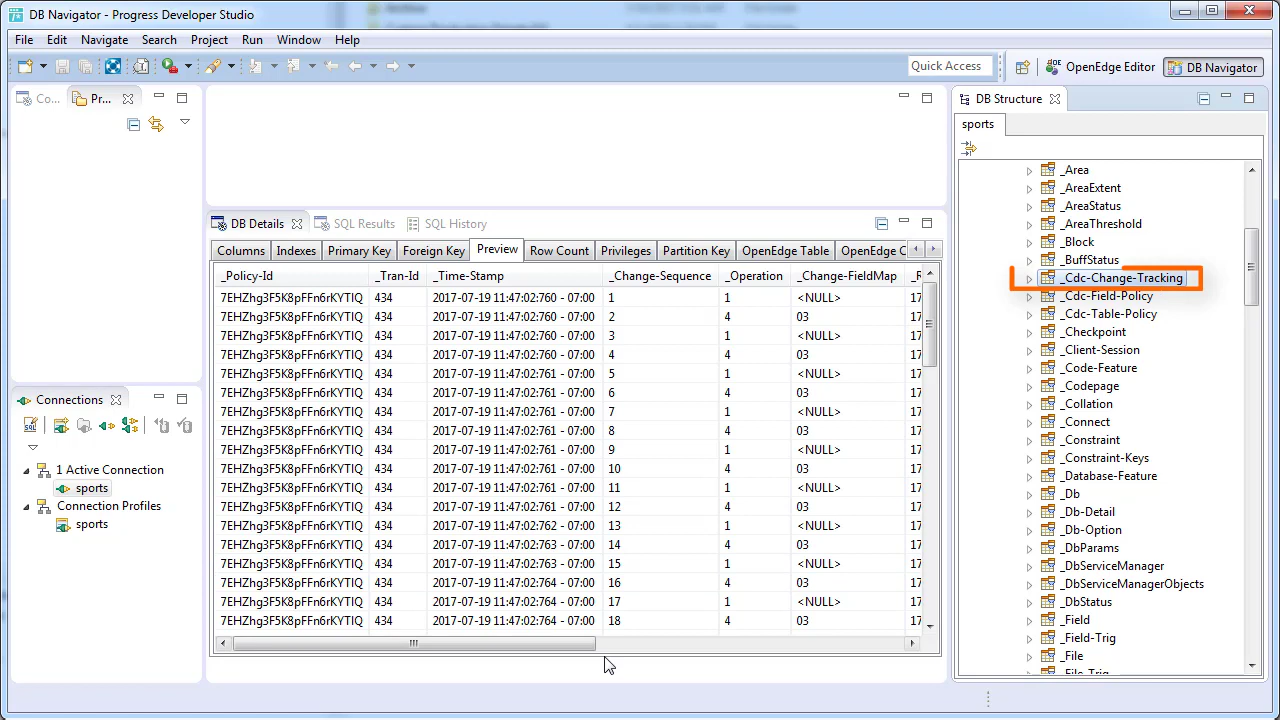 DB Navigator - Progress Developer Studio
File Edit Navigate Search Project Run Window Help
Quick Access OpenEdge Editor DB Navigator
Co... Pr...
DB Structure
sports
_Area
_AreaExtent
_AreaStatus
_AreaThreshold
_Block
_BuffStatus
_Cdc-Change-Tracking
_Cdc-Field-Policy
_Cdc-Table-Policy
_Checkpoint
_Client-Session
_Code-Feature
_Codepage
_Collation
_Connect
_Constraint
_Constraint-Keys
_Database-Feature
_Db
_Db-Detail
_Db-Option
_DbParams
_DbServiceManager
_DbServiceManagerObjects
_DbStatus
_Field
_Field-Trig
_File
_File-Trig
DB Details SQL Results SQL History
Columns Indexes Primary Key Foreign Key Preview Row Count Privileges Partition Key OpenEdge Table OpenEdge C
_Policy-Id _Tran-Id _Time-Stamp _Change-Sequence _Operation _Change-FieldMap _R
7EHZhg3F5K8pFFn6rKYTIQ 434 2017-07-19 11:47:02:760 - 07:00 1 1 <NULL> 17
7EHZhg3F5K8pFFn6rKYTIQ 434 2017-07-19 11:47:02:760 - 07:00 2 4 03 17
7EHZhg3F5K8pFFn6rKYTIQ 434 2017-07-19 11:47:02:760 - 07:00 3 1 <NULL> 17
7EHZhg3F5K8pFFn6rKYTIQ 434 2017-07-19 11:47:02:760 - 07:00 4 4 03 17
7EHZhg3F5K8pFFn6rKYTIQ 434 2017-07-19 11:47:02:761 - 07:00 5 1 <NULL> 17
7EHZhg3F5K8pFFn6rKYTIQ 434 2017-07-19 11:47:02:761 - 07:00 6 4 03 17
7EHZhg3F5K8pFFn6rKYTIQ 434 2017-07-19 11:47:02:761 - 07:00 7 1 <NULL> 17
7EHZhg3F5K8pFFn6rKYTIQ 434 2017-07-19 11:47:02:761 - 07:00 8 4 03 17
7EHZhg3F5K8pFFn6rKYTIQ 434 2017-07-19 11:47:02:761 - 07:00 9 1 <NULL> 17
7EHZhg3F5K8pFFn6rKYTIQ 434 2017-07-19 11:47:02:761 - 07:00 10 4 03 17
7EHZhg3F5K8pFFn6rKYTIQ 434 2017-07-19 11:47:02:761 - 07:00 11 1 <NULL> 17
7EHZhg3F5K8pFFn6rKYTIQ 434 2017-07-19 11:47:02:761 - 07:00 12 4 03 17
7EHZhg3F5K8pFFn6rKYTIQ 434 2017-07-19 11:47:02:762 - 07:00 13 1 <NULL> 17
7EHZhg3F5K8pFFn6rKYTIQ 434 2017-07-19 11:47:02:763 - 07:00 14 4 03 17
7EHZhg3F5K8pFFn6rKYTIQ 434 2017-07-19 11:47:02:763 - 07:00 15 1 <NULL> 17
7EHZhg3F5K8pFFn6rKYTIQ 434 2017-07-19 11:47:02:764 - 07:00 16 4 03 17
7EHZhg3F5K8pFFn6rKYTIQ 434 2017-07-19 11:47:02:764 - 07:00 17 1 <NULL> 17
7EHZhg3F5K8pFFn6rKYTIQ 434 2017-07-19 11:47:02:764 - 07:00 18 4 03 17
Connections
SQL
1 Active Connection
sports
Connection Profiles
sports